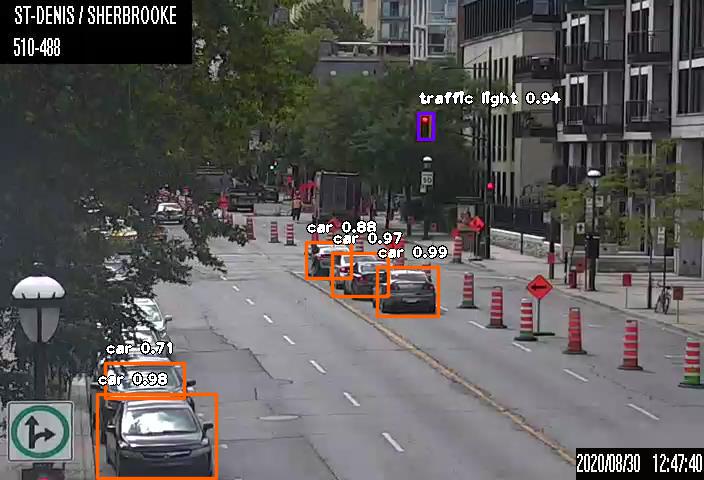 ST-DENIS / SHERBROOKE
510-488
traffic light 0.94
car 0.88
car 0.97
car 0.99
car 0.71
car 0.98
2020/08/30 12:47:40